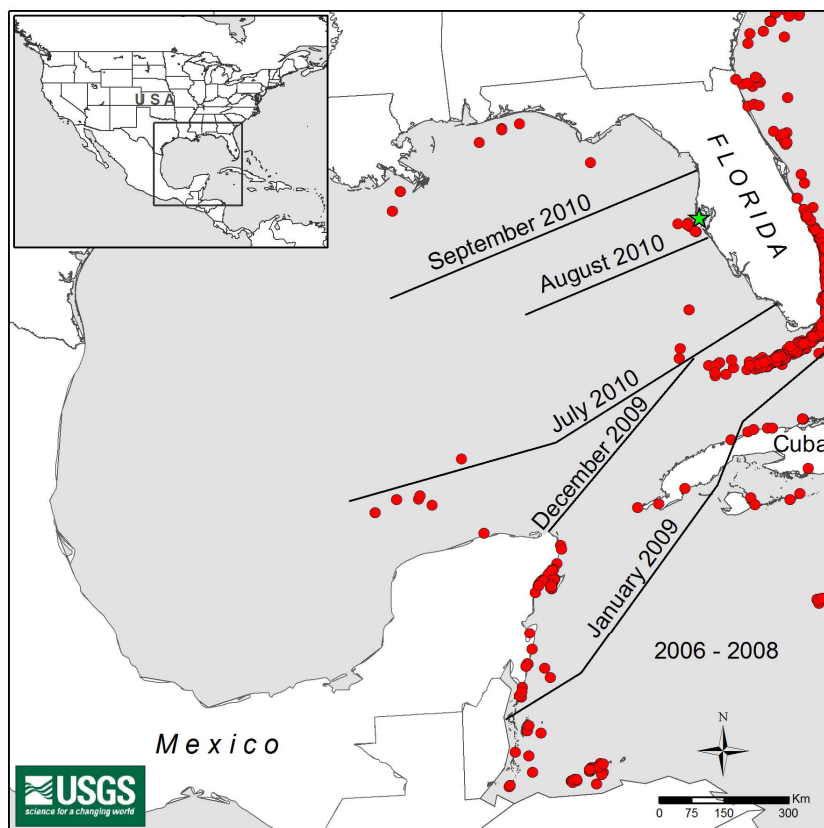 USA
FLORIDA
September 2010
August 2010
July 2010
December 2009
January 2009
Cuba
2006 - 2008
Mexico
N
USGS
science for a changing world
Km
0 75 150 300